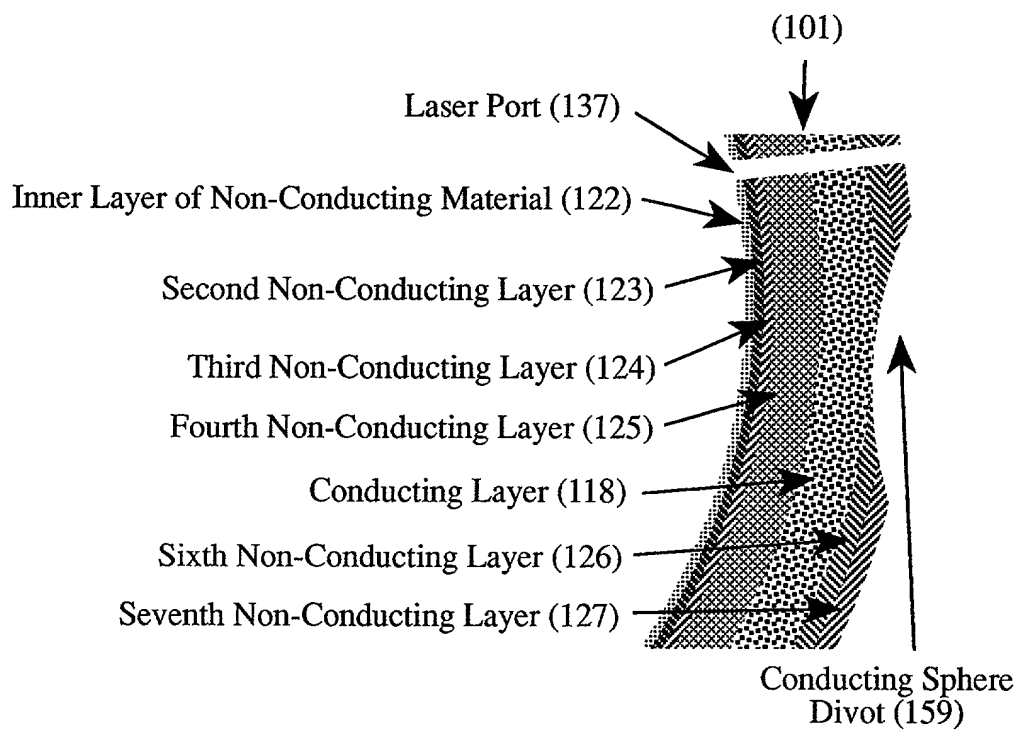 (101)
Laser Port (137)
Inner Layer of Non-Conducting Material (122)
Second Non-Conducting Layer (123)
Third Non-Conducting Layer (124)
Fourth Non-Conducting Layer (125)
Conducting Layer (118)
Sixth Non-Conducting Layer (126)
Seventh Non-Conducting Layer (127)
Conducting Sphere
Divot (159)